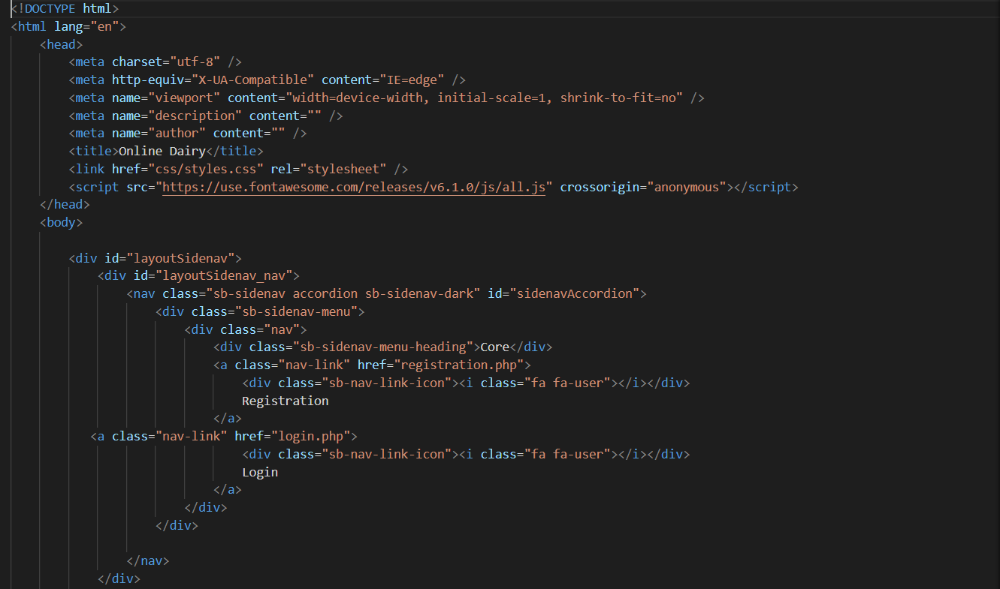 <!DOCTYPE html>
<html lang="en">
    <head>
        <meta charset="utf-8" />
        <meta http-equiv="X-UA-Compatible" content="IE=edge" />
        <meta name="viewport" content="width=device-width, initial-scale=1, shrink-to-fit=no" />
        <meta name="description" content="" />
        <meta name="author" content="" />
        <title>Online Dairy</title>
        <link href="css/styles.css" rel="stylesheet" />
        <script src="https://use.fontawesome.com/releases/v6.1.0/js/all.js" crossorigin="anonymous"></script>
    </head>
    <body>

        <div id="layoutSidenav">
            <div id="layoutSidenav_nav">
                <nav class="sb-sidenav accordion sb-sidenav-dark" id="sidenavAccordion">
                    <div class="sb-sidenav-menu">
                        <div class="nav">
                            <div class="sb-sidenav-menu-heading">Core</div>
                            <a class="nav-link" href="registration.php">
                                <div class="sb-nav-link-icon"><i class="fa fa-user"></i></div>
                                Registration
                            </a>
           <a class="nav-link" href="login.php">
                                <div class="sb-nav-link-icon"><i class="fa fa-user"></i></div>
                                Login
                            </a>
                        </div>
                    </div>

                </nav>
            </div>